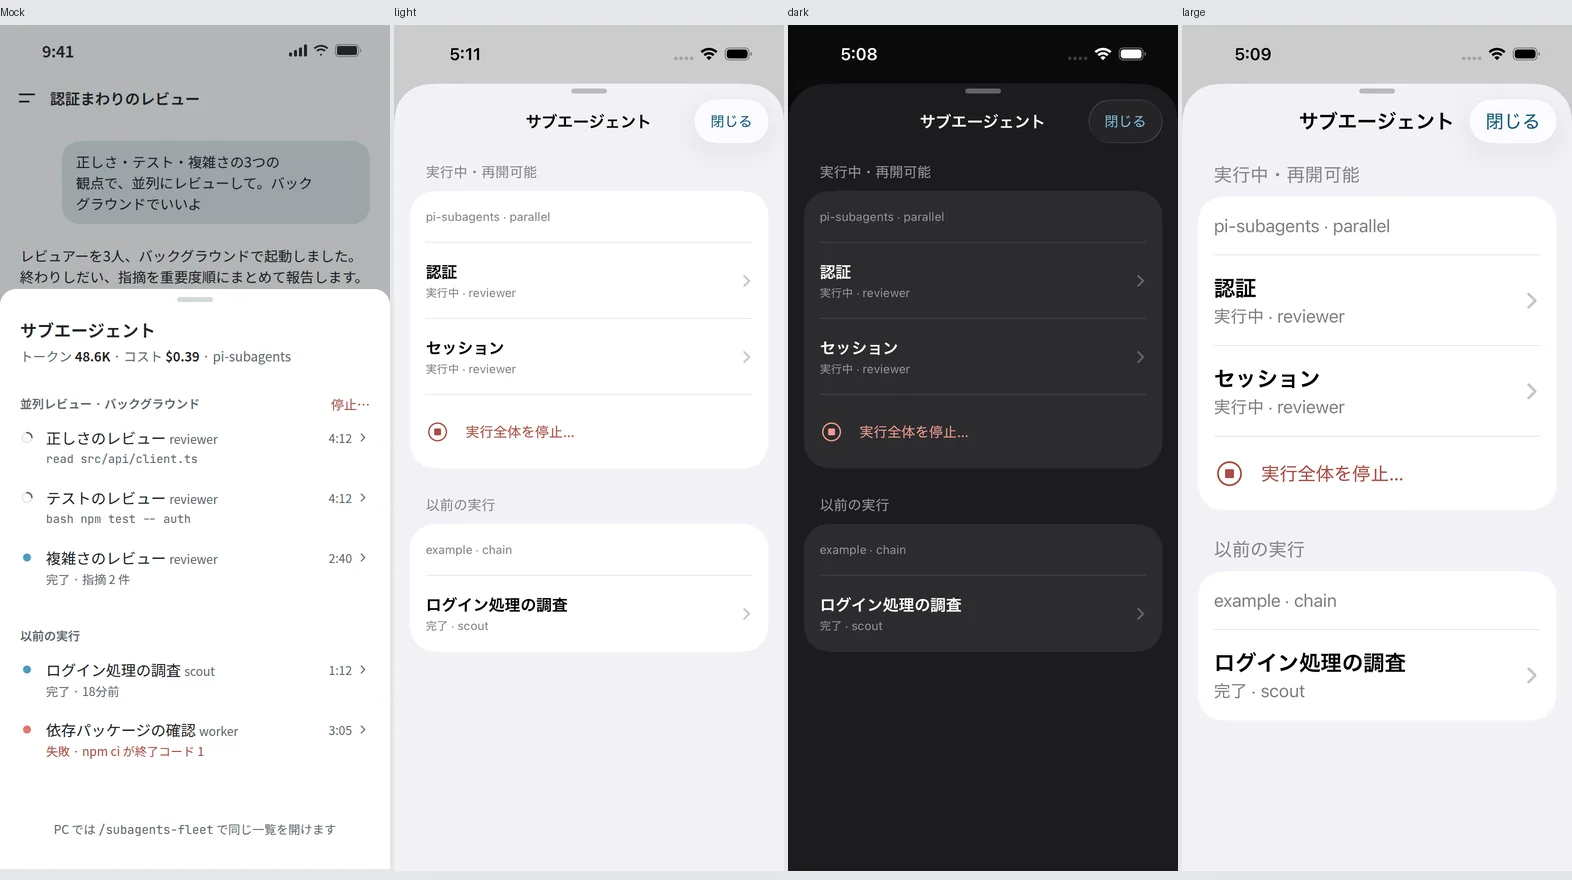 Mock
9:41
認証まわりのレビュー
正しさ・テスト・複雑さの3つの
観点で、並列にレビューして。バック
グラウンドでいいよ
レビュアーを3人、バックグラウンドで起動しました。
終わりしだい、指摘を重要度順にまとめて報告します。
サブエージェント
トークン 48.6K · コスト $0.39 · pi-subagents
並列レビュー · バックグラウンド 停止…
正しさのレビュー reviewer 4:12
read src/api/client.ts
テストのレビュー reviewer 4:12
bash npm test -- auth
複雑さのレビュー reviewer 2:40
完了 · 指摘 2 件
以前の実行
ログイン処理の調査 scout 1:12
完了 · 18分前
依存パッケージの確認 worker 3:05
失敗 · npm ci が終了コード 1
PC では /subagents-fleet で同じ一覧を開けます
light
5:11
サブエージェント
閉じる
実行中・再開可能
pi-subagents · parallel
認証
実行中 · reviewer
セッション
実行中 · reviewer
実行全体を停止...
以前の実行
example · chain
ログイン処理の調査
完了 · scout
dark
5:08
サブエージェント
閉じる
実行中・再開可能
pi-subagents · parallel
認証
実行中 · reviewer
セッション
実行中 · reviewer
実行全体を停止...
以前の実行
example · chain
ログイン処理の調査
完了 · scout
large
5:09
サブエージェント
閉じる
実行中・再開可能
pi-subagents · parallel
認証
実行中 · reviewer
セッション
実行中 · reviewer
実行全体を停止...
以前の実行
example · chain
ログイン処理の調査
完了 · scout